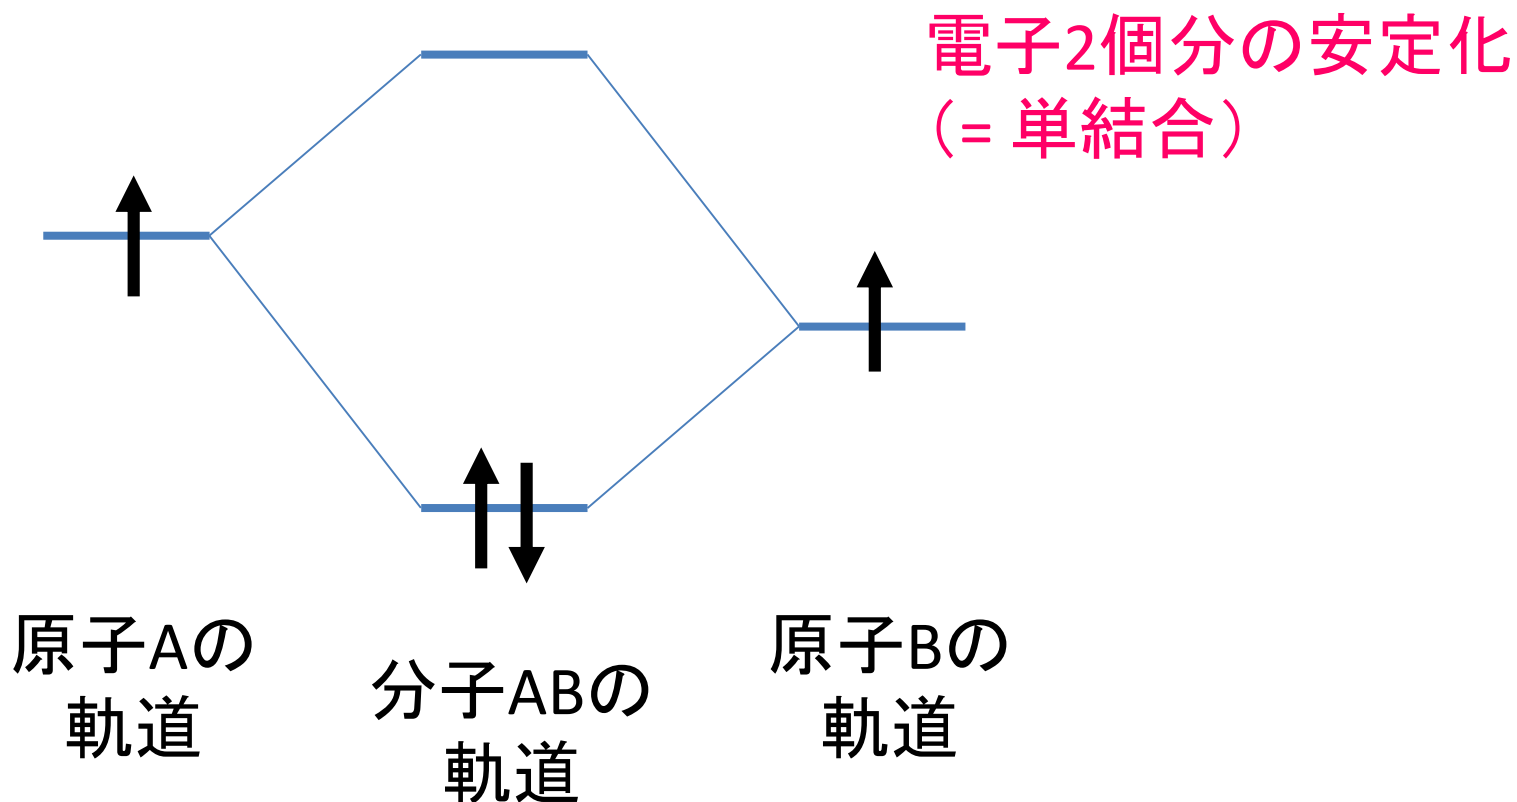 電子2個分の安定化
（= 単結合）
原子Aの
軌道
分子ABの
軌道
原子Bの
軌道